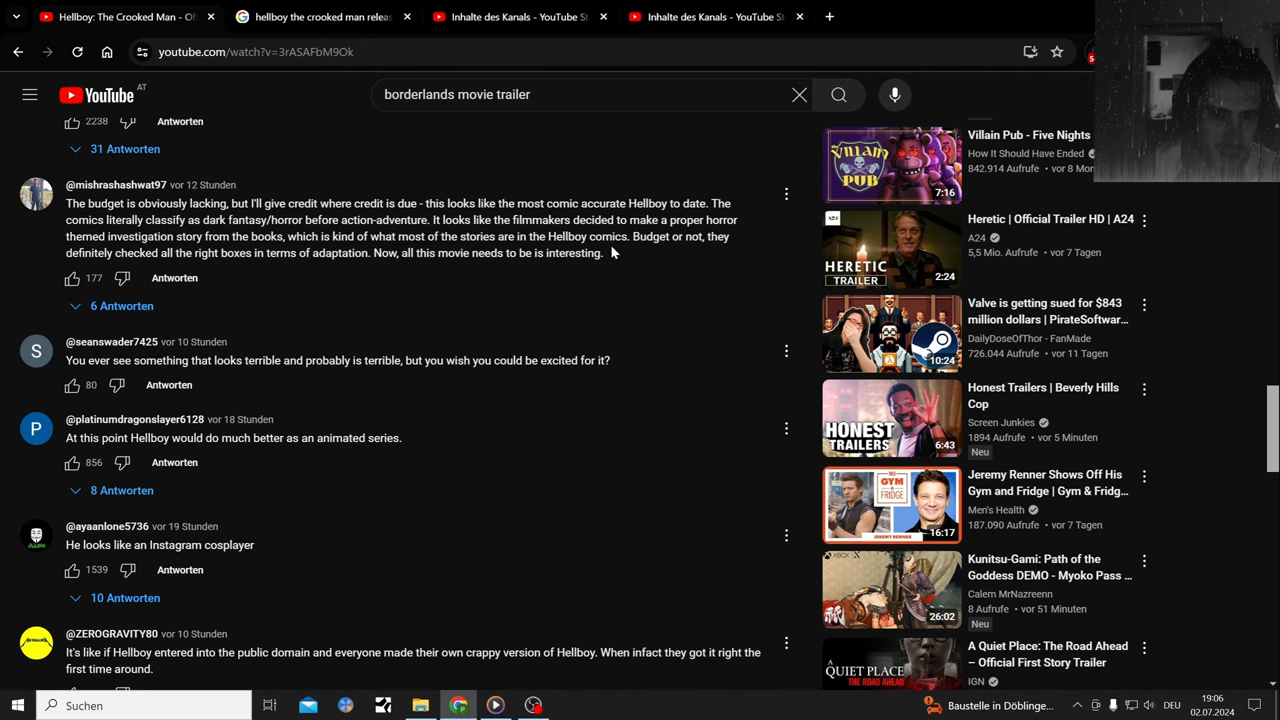 Hellboy: The Crooked Man - Of
hellboy the crooked man releas
Inhalte des Kanals - YouTube St
Inhalte des Kanals - YouTube St
youtube.com/watch?v=3rASAFbM9Ok
YouTube AT
borderlands movie trailer
2238 Antworten
31 Antworten
@mishrashashwat97 vor 12 Stunden
The budget is obviously lacking, but I'll give credit where credit is due - this looks like the most comic accurate Hellboy to date. The
comics literally classify as dark fantasy/horror before action-adventure. It looks like the filmmakers decided to make a proper horror
themed investigation story from the books, which is kind of what most of the stories are in the Hellboy comics. Budget or not, they
definitely checked all the right boxes in terms of adaptation. Now, all this movie needs to be is interesting.
177 Antworten
6 Antworten
@seanswader7425 vor 10 Stunden
S
You ever see something that looks terrible and probably is terrible, but you wish you could be excited for it?
80 Antworten
@platinumdragonslayer6128 vor 18 Stunden
P
At this point Hellboy would do much better as an animated series.
856 Antworten
8 Antworten
@ayaanlone5736 vor 19 Stunden
He looks like an Instagram cosplayer
1539 Antworten
10 Antworten
@ZEROGRAVITY80 vor 10 Stunden
METALLICA
It's like if Hellboy entered into the public domain and everyone made their own crappy version of Hellboy. When infact they got it right the
first time around.
VILLAIN
PUB
7:16
Villain Pub - Five Nights
How It Should Have Ended
842.914 Aufrufe • vor 8 Mon
A24
HERETIC
TRAILER
2:24
Heretic | Official Trailer HD | A24
A24
5,5 Mio. Aufrufe • vor 7 Tagen
10:24
Valve is getting sued for $843
million dollars | PirateSoftwar...
DailyDoseOfThor - FanMade
726.044 Aufrufe • vor 11 Tagen
HONEST
TRAILERS
6:43
Honest Trailers | Beverly Hills
Cop
Screen Junkies
1894 Aufrufe • vor 5 Minuten
Neu
GYM
&
FRIDGE
JEREMY RENNER
16:17
Jeremy Renner Shows Off His
Gym and Fridge | Gym & Fridg...
Men's Health
187.090 Aufrufe • vor 7 Tagen
XBOX
26:02
Kunitsu-Gami: Path of the
Goddess DEMO - Myoko Pass ...
Calem MrNazreenn
8 Aufrufe • vor 51 Minuten
Neu
A QUIET PLACE
THE ROAD AHEAD
A Quiet Place: The Road Ahead
– Official First Story Trailer
IGN
Suchen
Baustelle in Döblinge...
DEU
19:06
02.07.2024